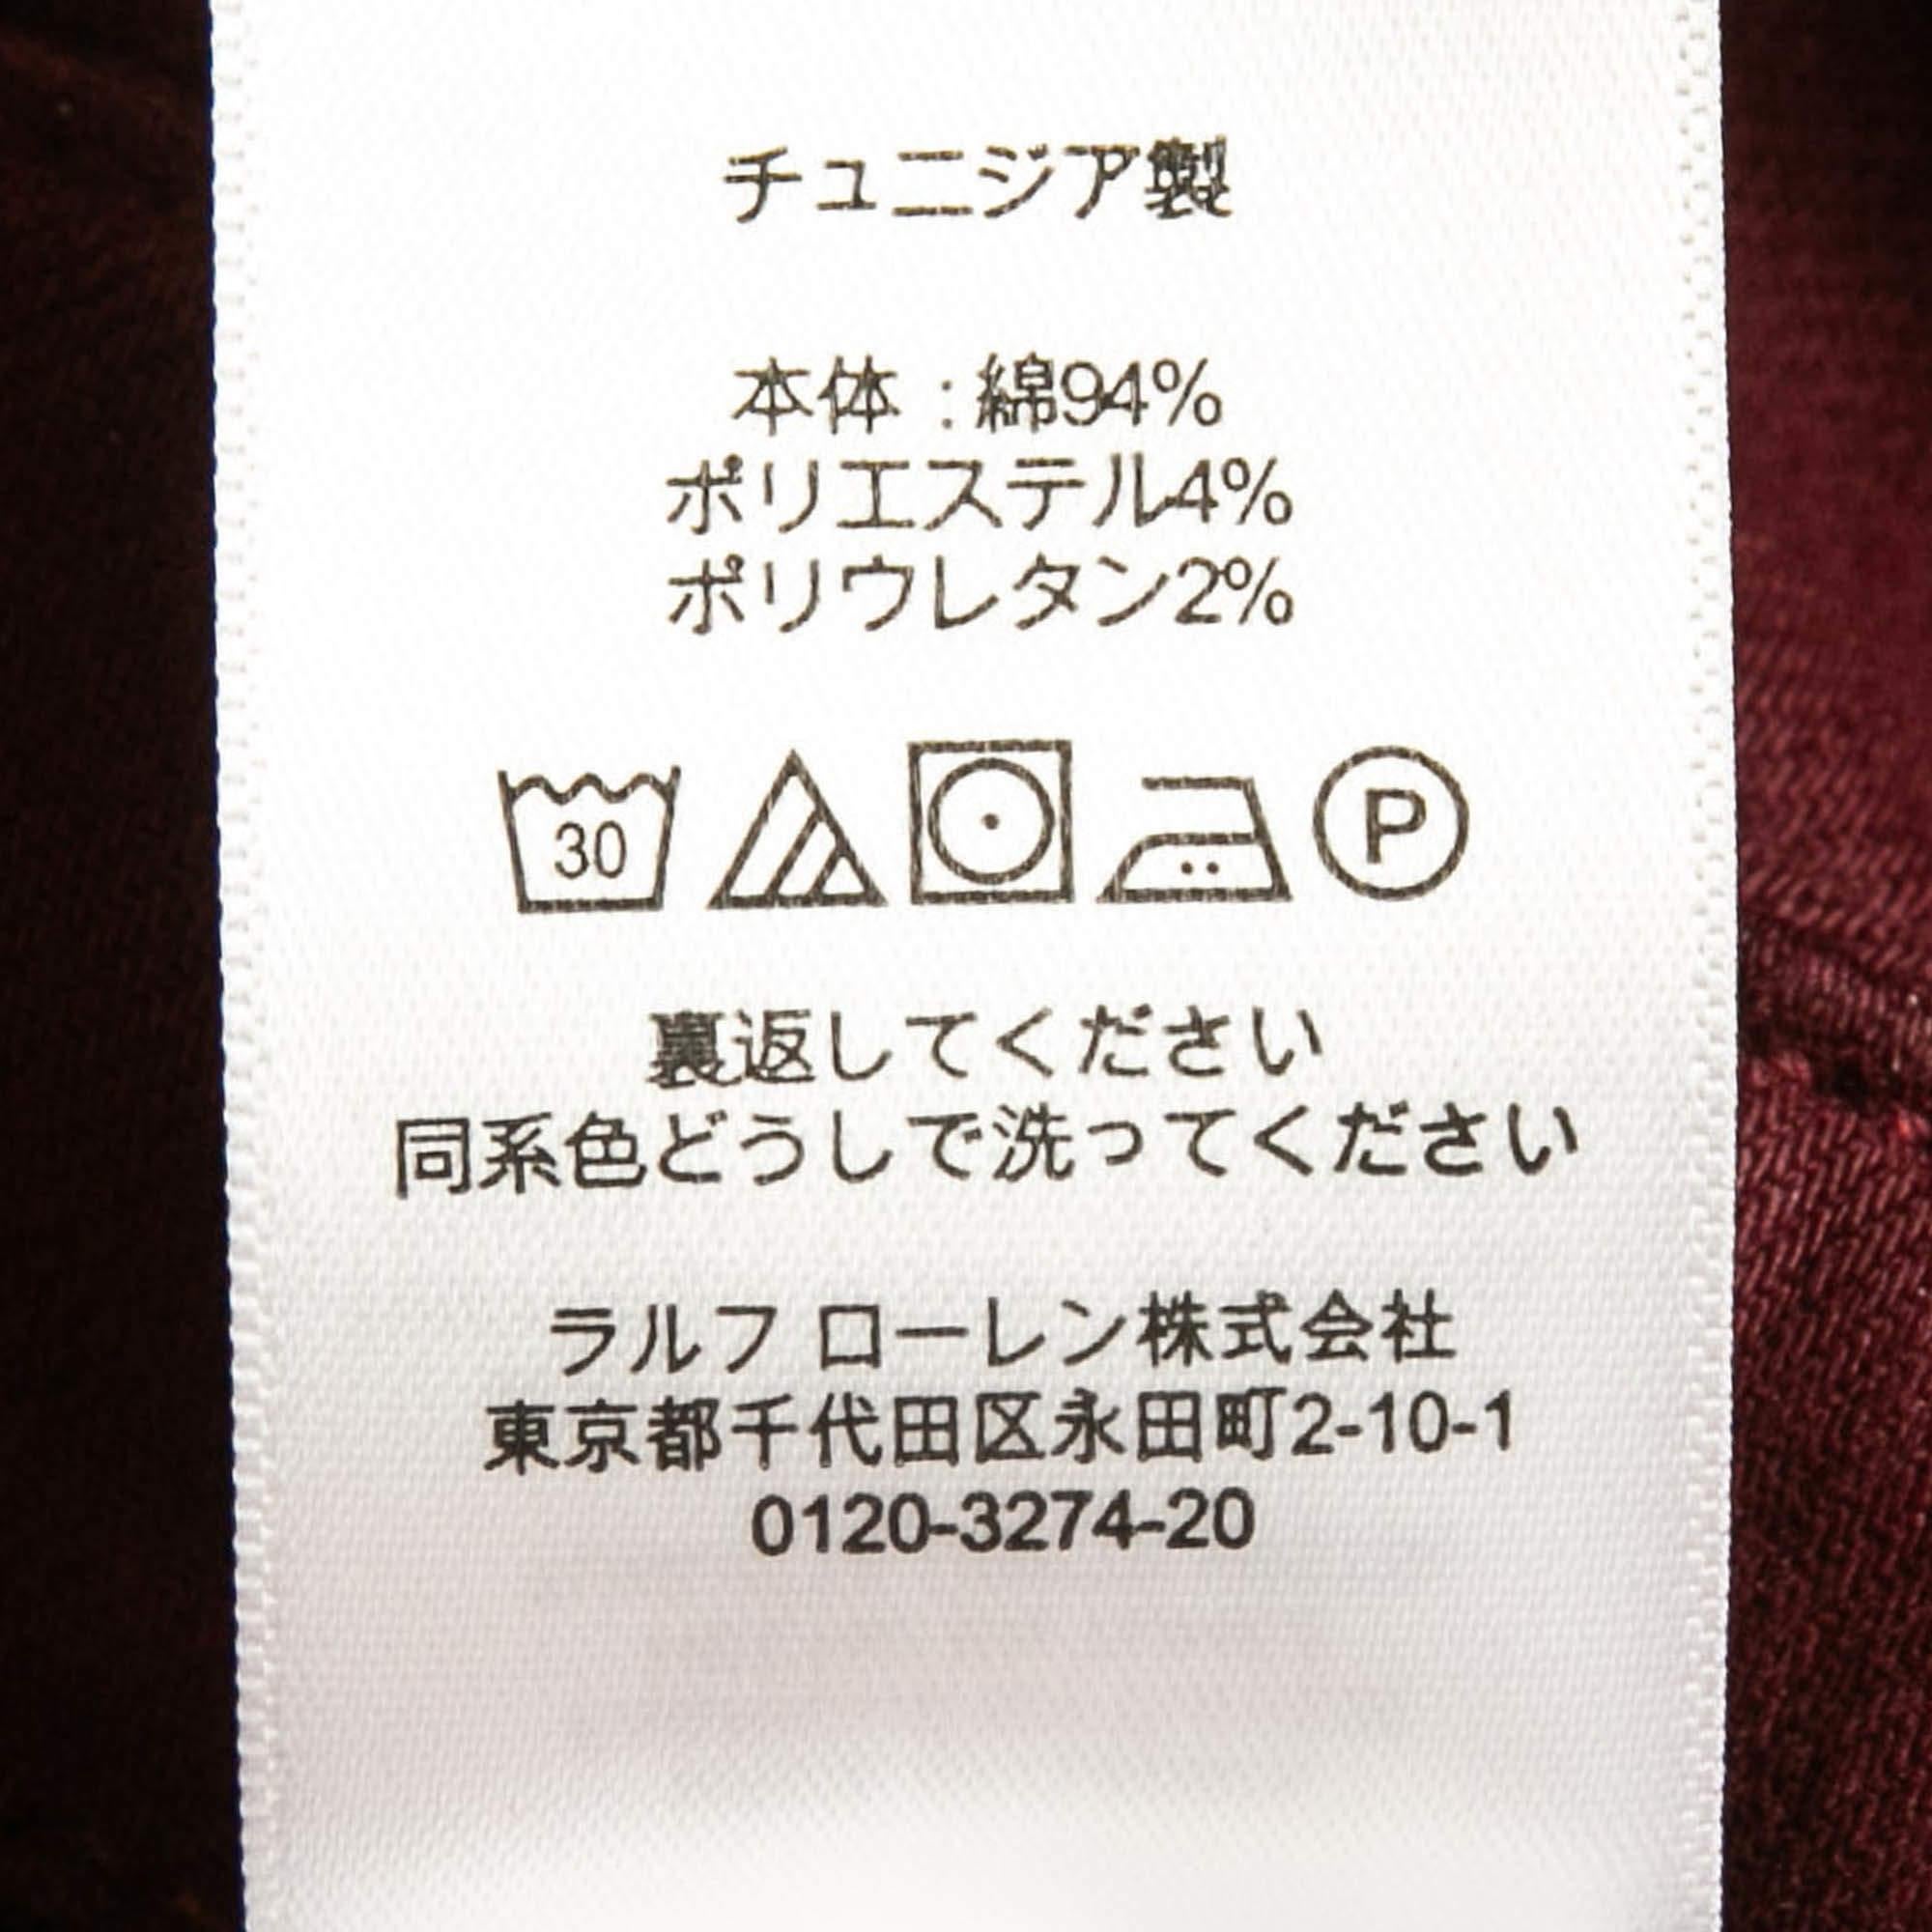 チュニジア製
本体 : 綿94%
ポリエステル4%
ポリウレタン2%
30 P
裏返してください
同系色どうしで洗ってください
ラルフ ローレン株式会社
東京都千代田区永田町2-10-1
0120-3274-20